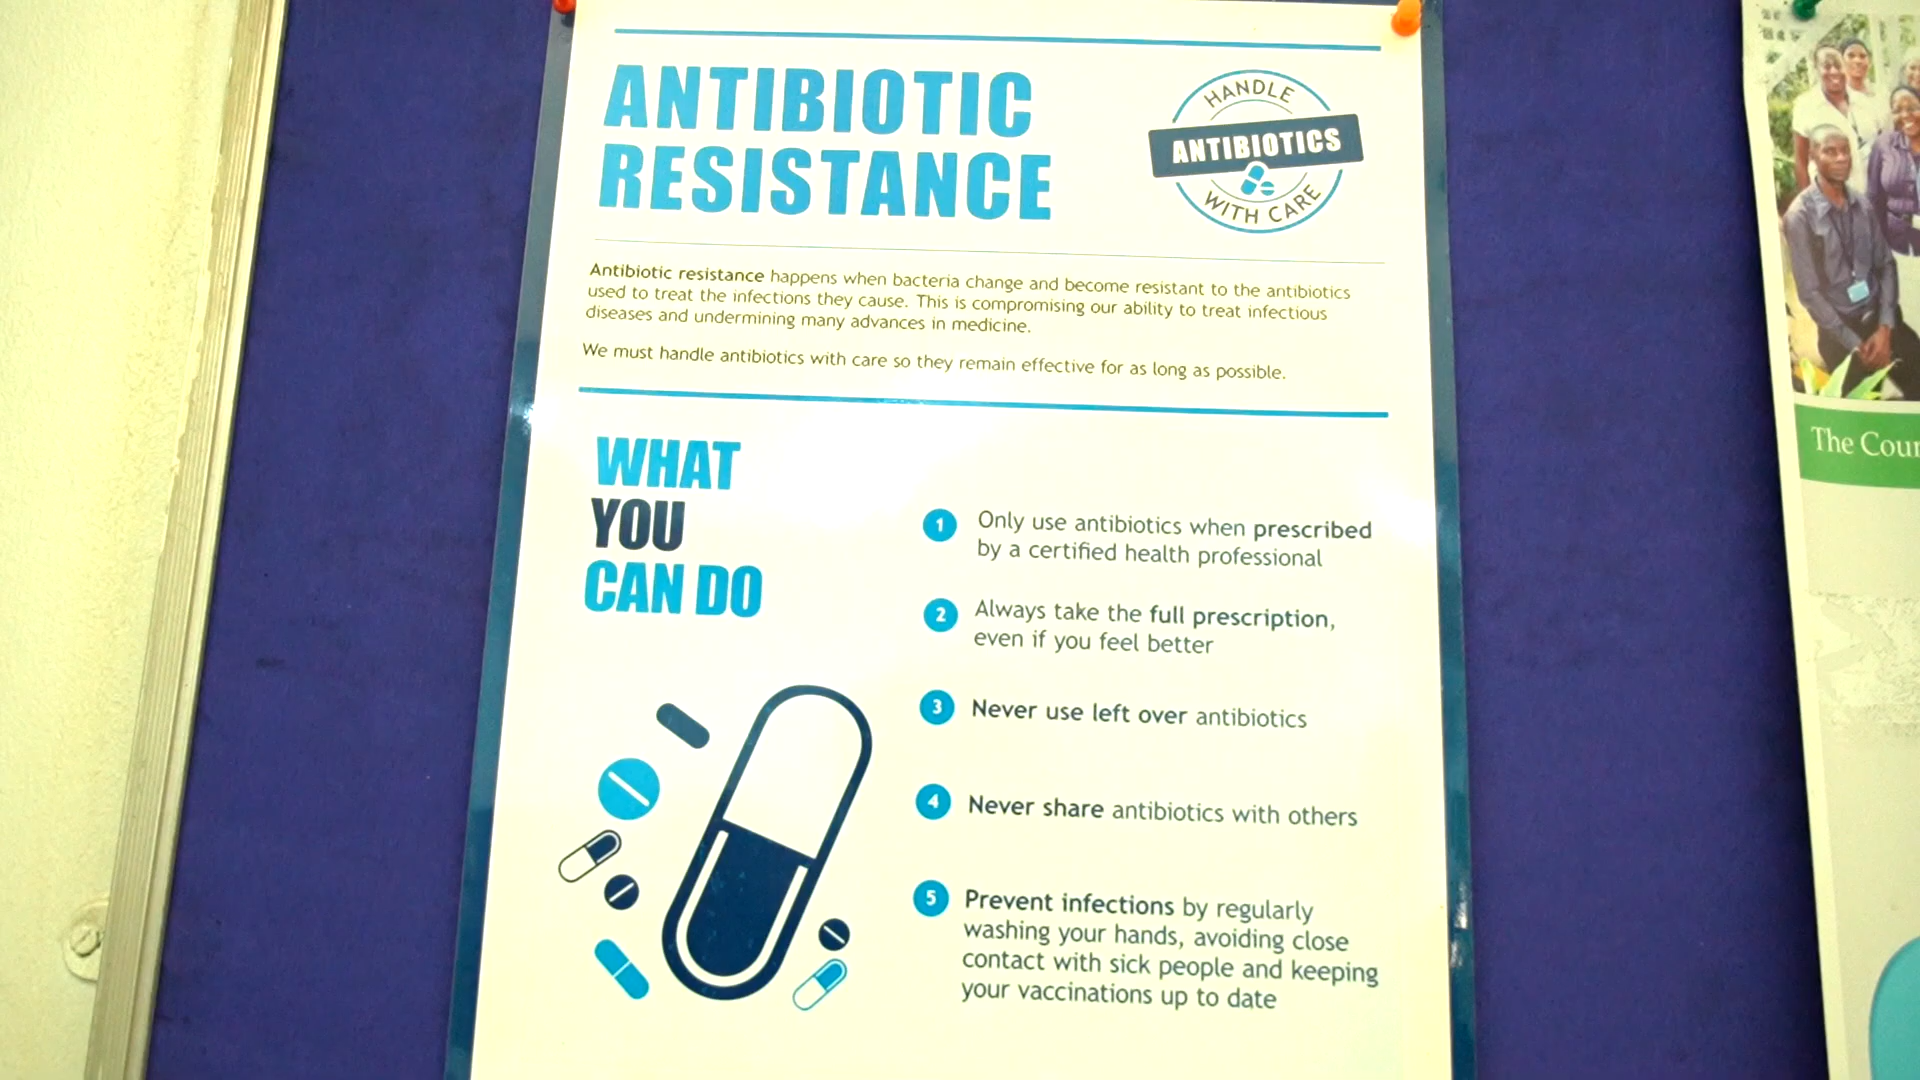 ANTIBIOTIC
RESISTANCE
HANDLE
ANTIBIOTICS
WITH CARE
Antibiotic resistance happens when bacteria change and become resistant to the antibiotics
used to treat the infections they cause. This is compromising our ability to treat infectious
diseases and undermining many advances in medicine.
We must handle antibiotics with care so they remain effective for as long as possible.
WHAT
YOU
CAN DO
1 Only use antibiotics when prescribed
by a certified health professional
2 Always take the full prescription,
even if you feel better
3 Never use left over antibiotics
4 Never share antibiotics with others
5 Prevent infections by regularly
washing your hands, avoiding close
contact with sick people and keeping
your vaccinations up to date
The